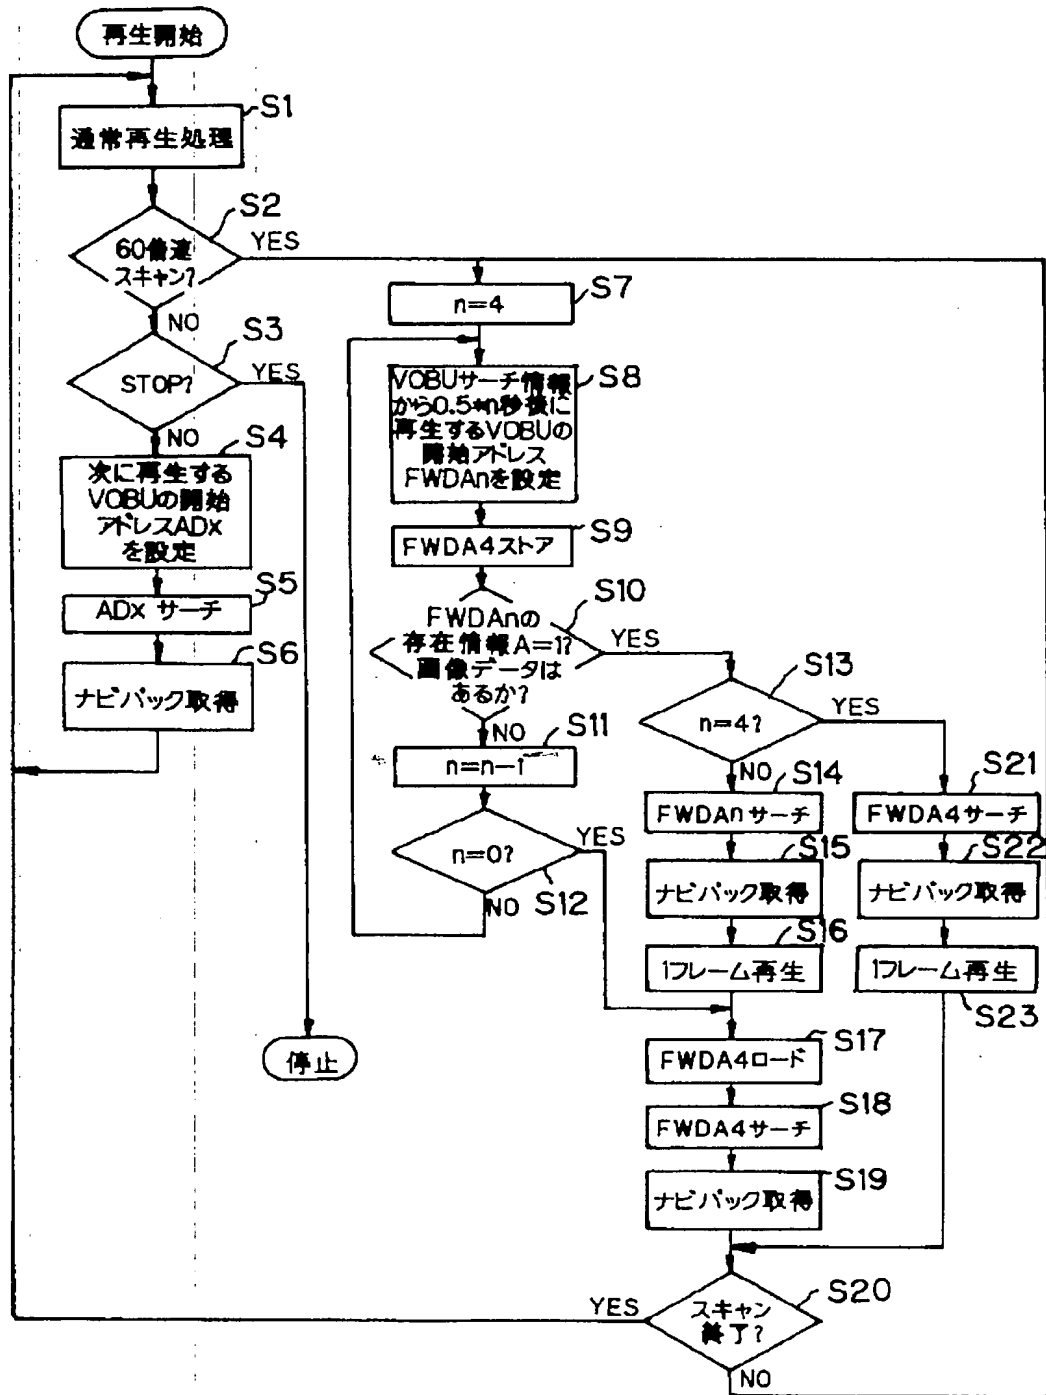 再生開始
S1
通常再生処理
S2
60倍速
スキャン?
YES
NO
S3
STOP?
YES
NO
S4
次に再生する
VOBUの開始
アドレスADx
を設定
S5
ADx サーチ
S6
ナビパック取得
停止
S7
n=4
S8
VOBUサーチ情報
から0.5*n秒後に
再生するVOBUの
開始アドレス
FWDAnを設定
S9
FWDA4ストア
S10
FWDAnの
存在情報A=1?
画像データは
あるか?
YES
NO
S11
n=n-1
n=0?
YES
S12
NO
S13
n=4?
YES
NO
S14
FWDAnサーチ
S15
ナビパック取得
S16
1フレーム再生
S17
FWDA4ロード
S18
FWDA4サーチ
S19
ナビパック取得
S20
スキャン
終了?
YES
NO
S21
FWDA4サーチ
S22
ナビパック取得
1フレーム再生
S23